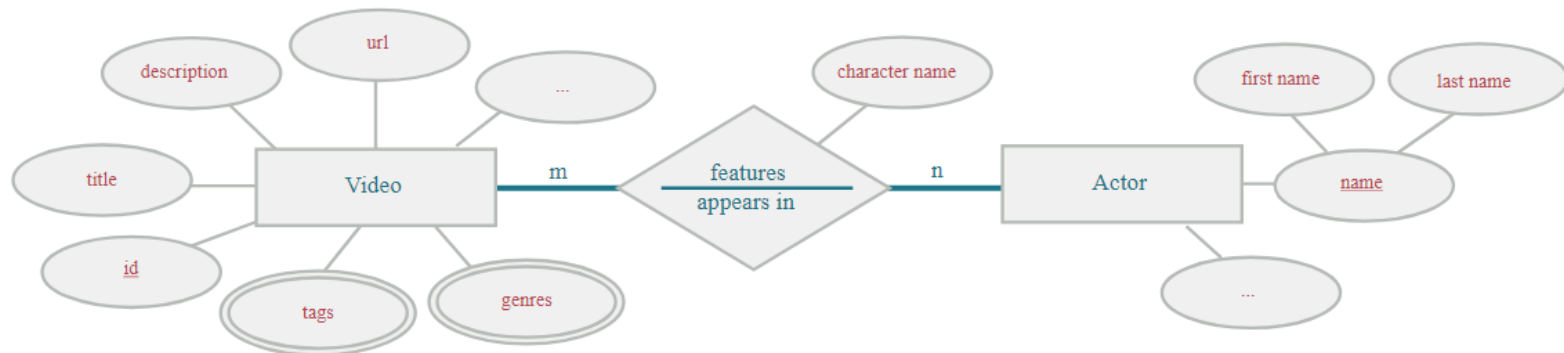 url
description
...
character name
first name
last name
title
Video
m
features
appears in
n
Actor
name
id
tags
genres
...